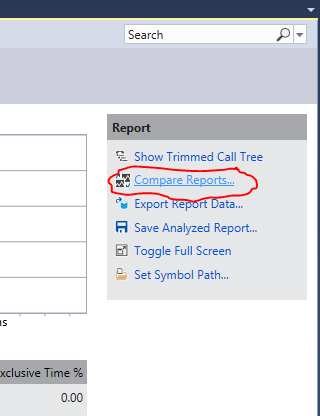 Search
Report
Show Trimmed Call Tree
Compare Reports...
Export Report Data...
Save Analyzed Report...
Toggle Full Screen
Set Symbol Path...
Exclusive Time %
0.00